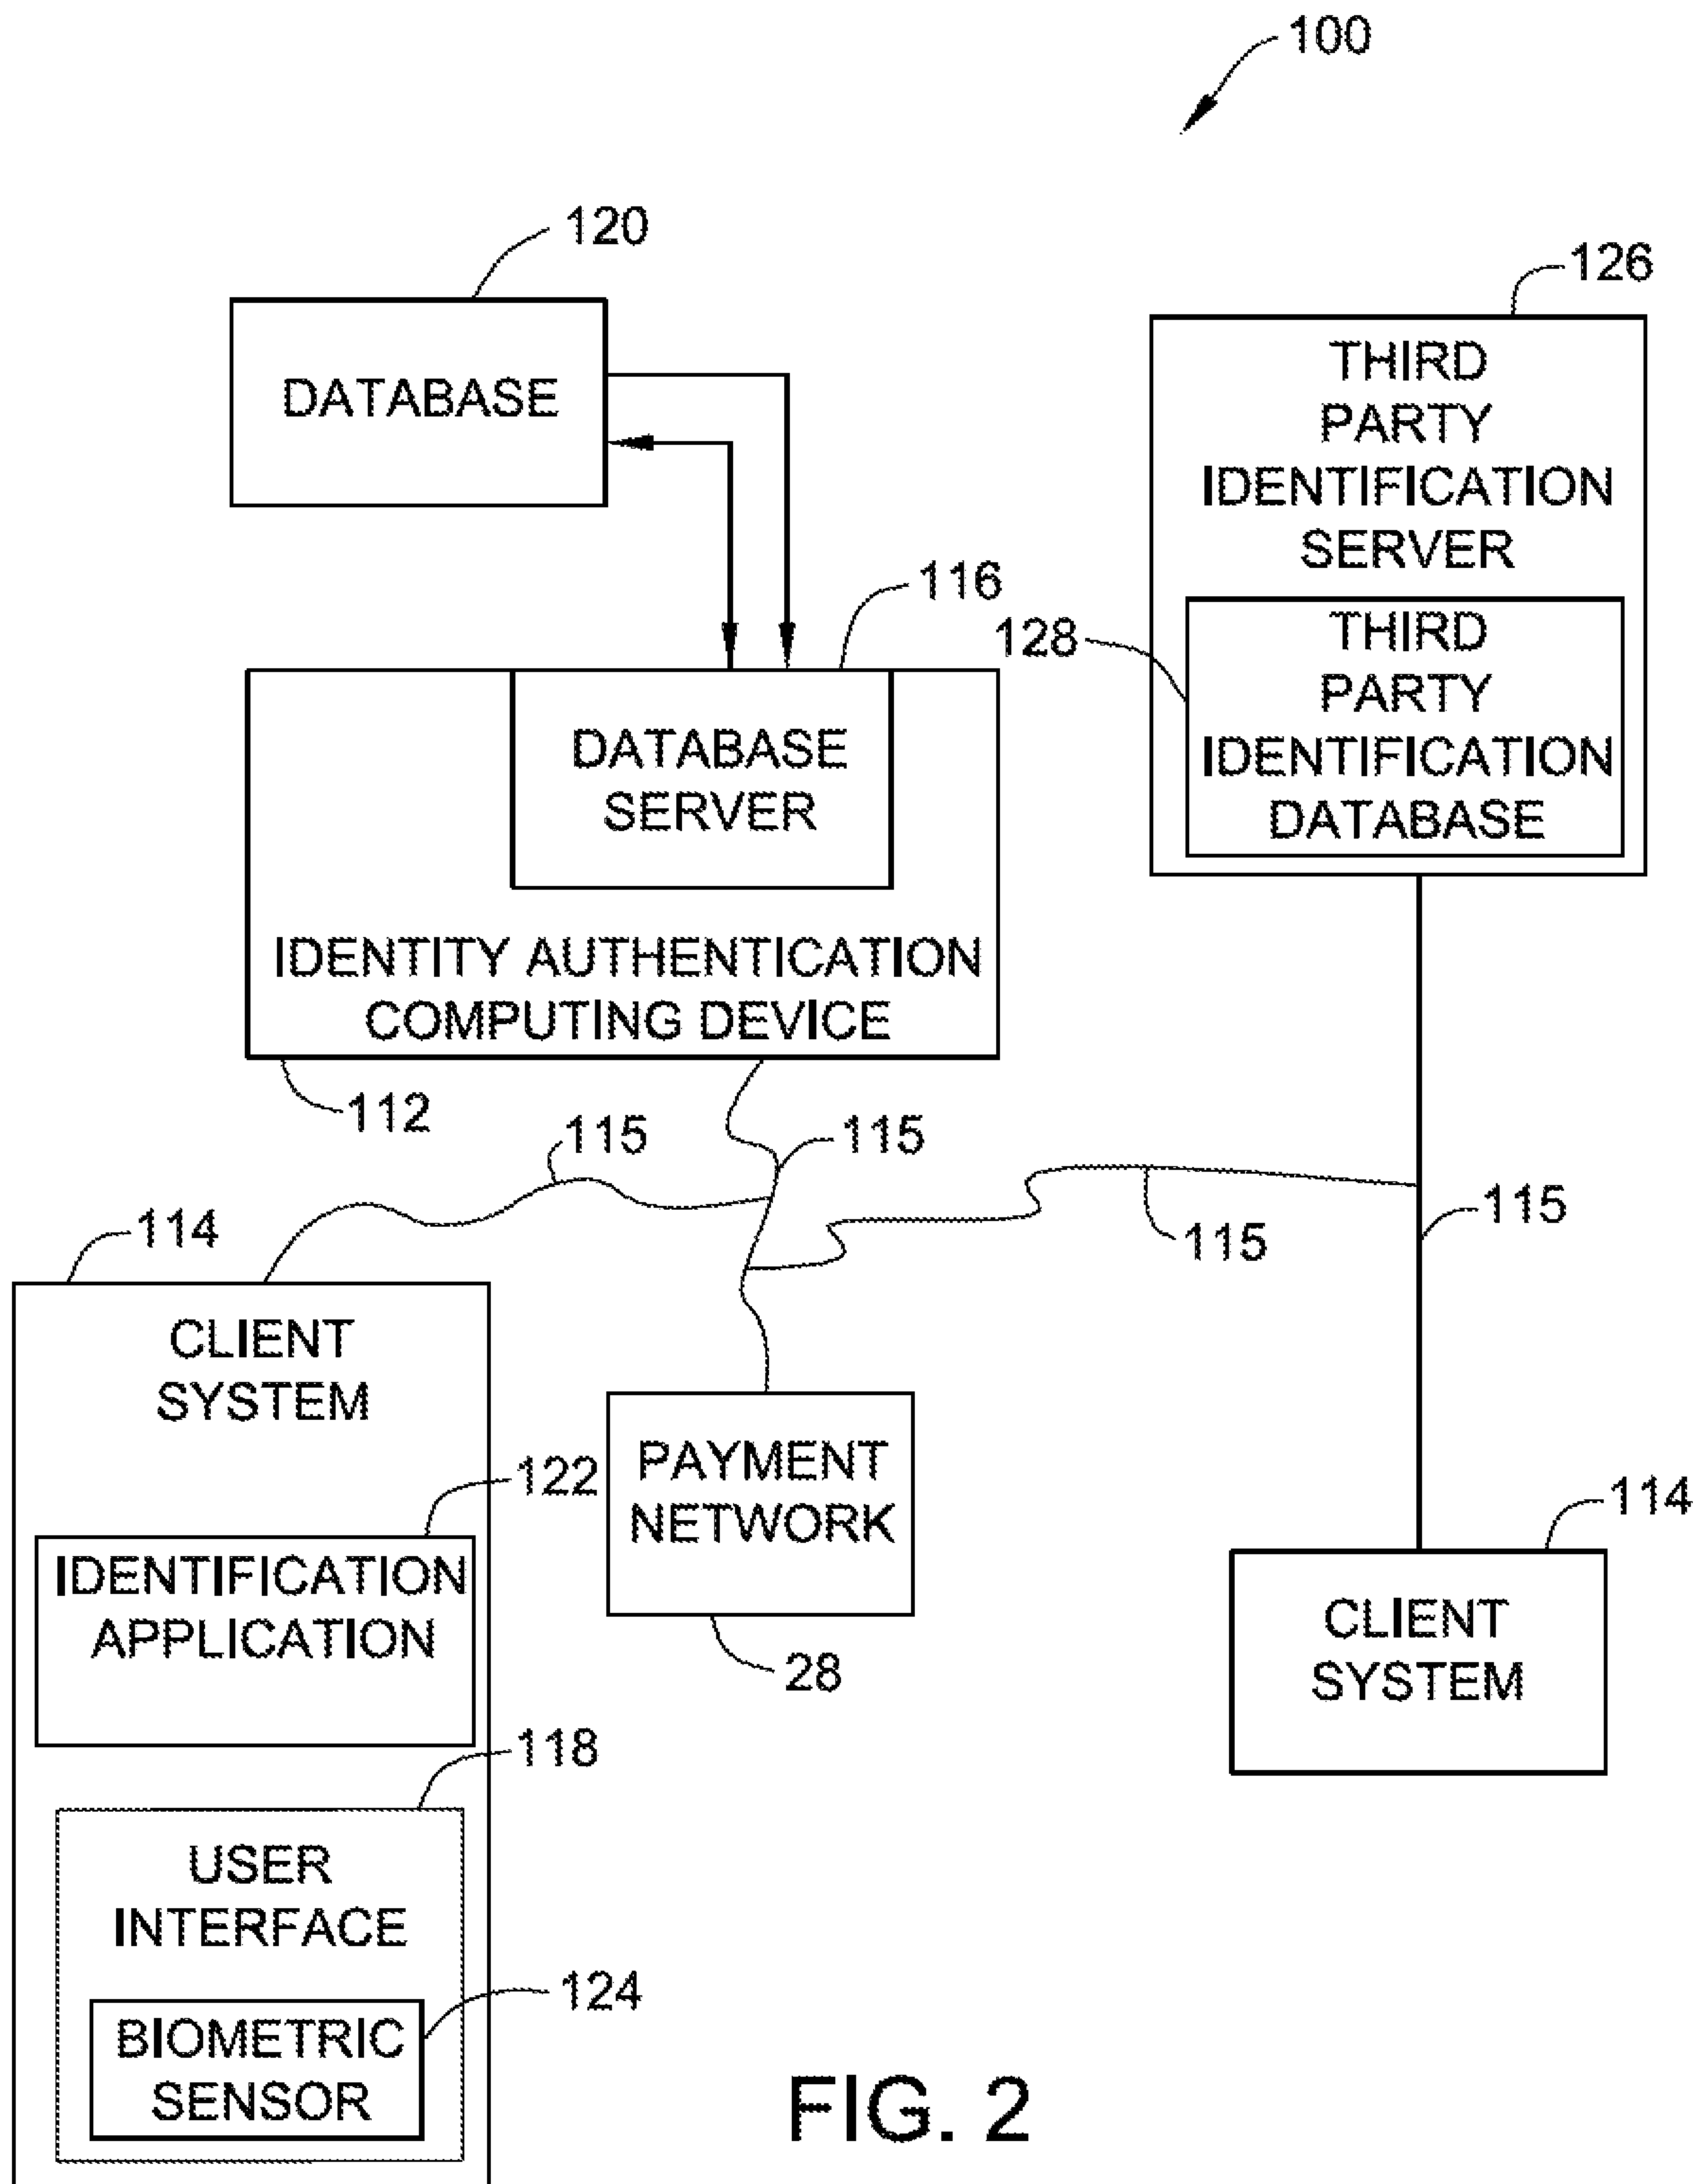 100
120
DATABASE
126
THIRD
PARTY
IDENTIFICATION
SERVER
128
THIRD
PARTY
IDENTIFICATION
DATABASE
116
DATABASE
SERVER
IDENTITY AUTHENTICATION
COMPUTING DEVICE
112
115
115
115
115
114
CLIENT
SYSTEM
122
IDENTIFICATION
APPLICATION
118
USER
INTERFACE
124
BIOMETRIC
SENSOR
PAYMENT
NETWORK
28
114
CLIENT
SYSTEM
FIG. 2